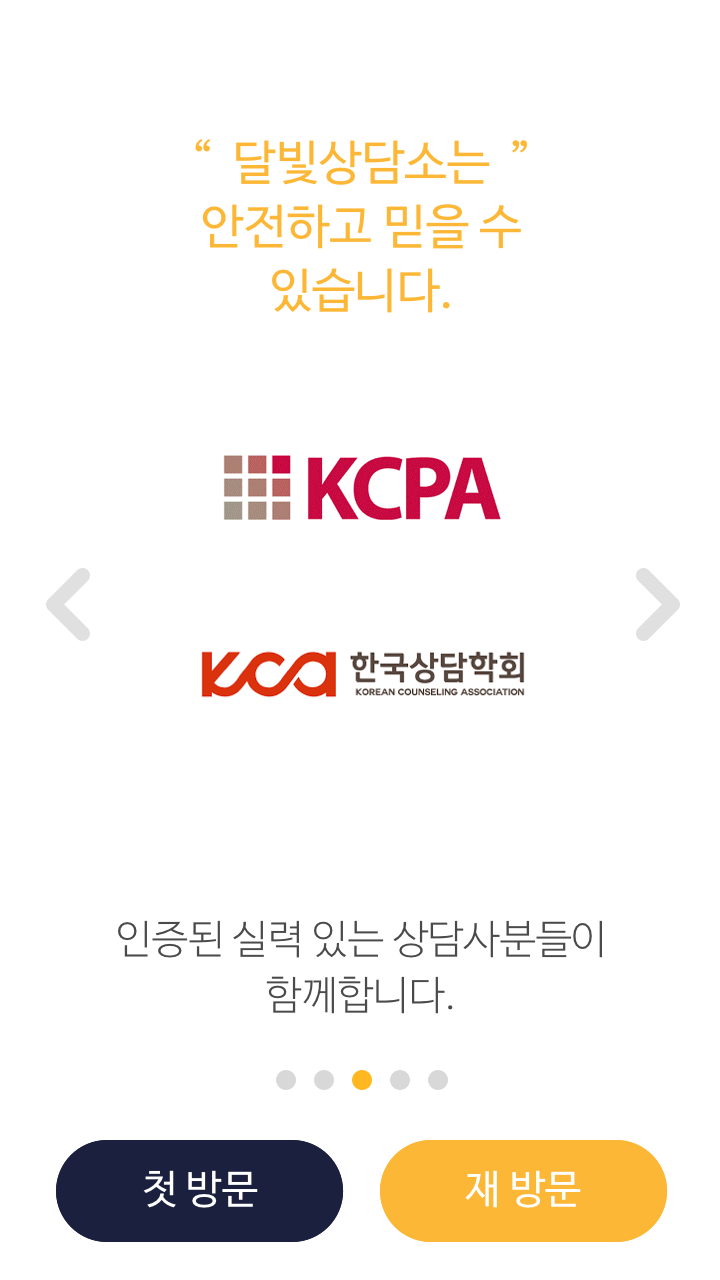 “ 달빛상담소는 ”
안전하고 믿을 수
있습니다.
KCPA
kca 한국상담학회
KOREAN COUNSELING ASSOCIATION
인증된 실력 있는 상담사분들이
함께합니다.
첫 방문
재 방문